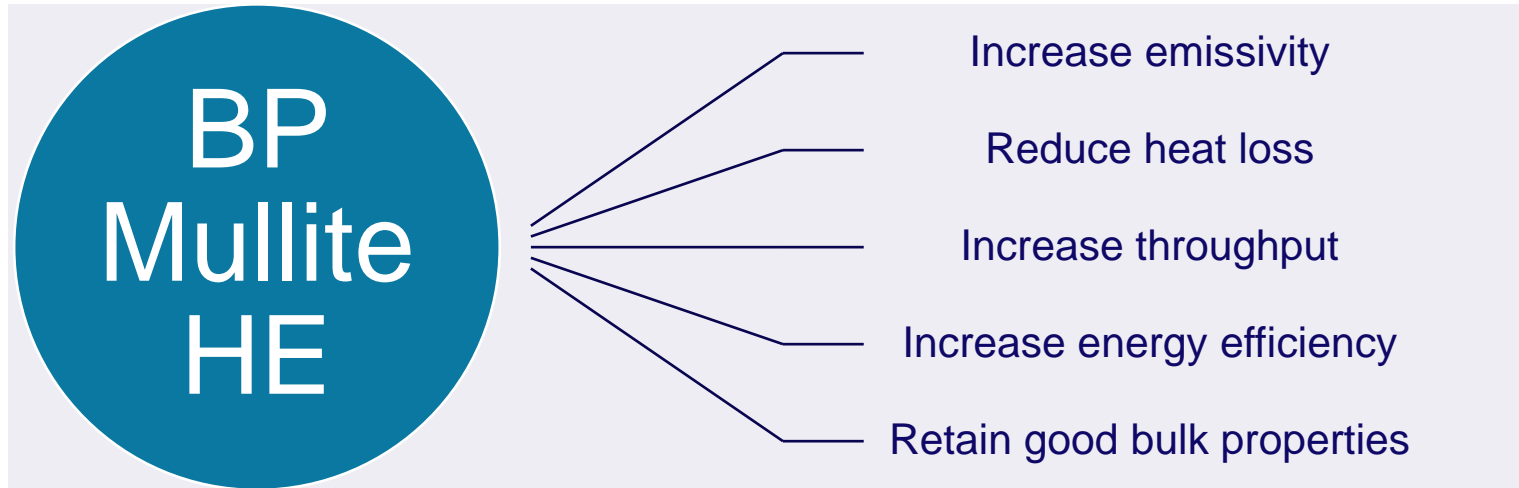 BP
Mullite
HE
Increase emissivity
Reduce heat loss
Increase throughput
Increase energy efficiency
Retain good bulk properties